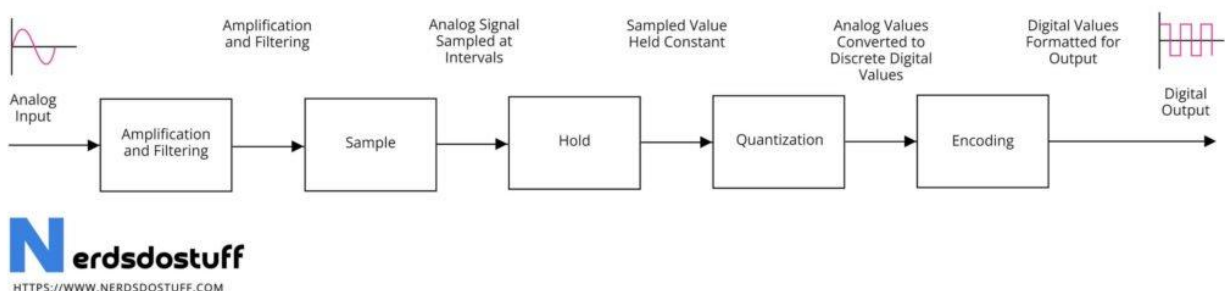 Amplification
and Filtering
Analog Signal
Sampled at
Intervals
Sampled Value
Held Constant
Analog Values
Converted to
Discrete Digital
Values
Digital Values
Formatted for
Output
Analog
Input
Amplification
and Filtering
Sample
Hold
Quantization
Encoding
Digital
Output
Nerdsdostuff
HTTPS://WWW.NERDSDOSTUFF.COM